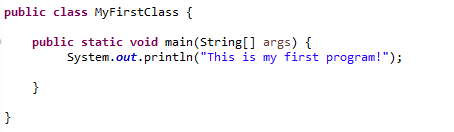 public class MyFirstClass {
public static void main(String[] args) {
System.out.println("This is my first program!");
}
}